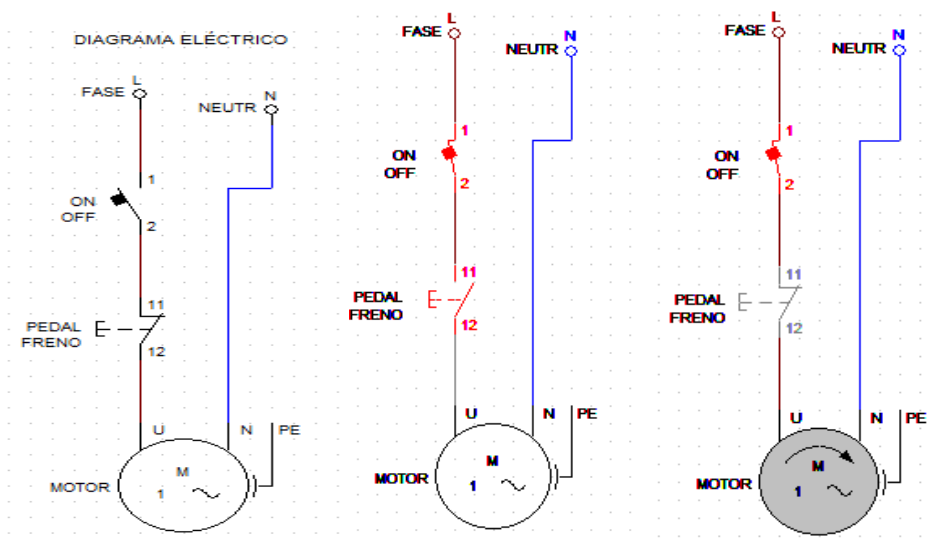 DIAGRAMA ELÉCTRICO
L
FASE
N
NEUTR
1
ON
OFF
2
11
PEDAL
FRENO
12
U
N
PE
M
MOTOR
1
L
FASE
N
NEUTR
1
ON
OFF
2
11
PEDAL
FRENO
12
U
N
PE
M
MOTOR
1
L
FASE
N
NEUTR
1
ON
OFF
2
11
PEDAL
FRENO
12
U
N
PE
M
MOTOR
1